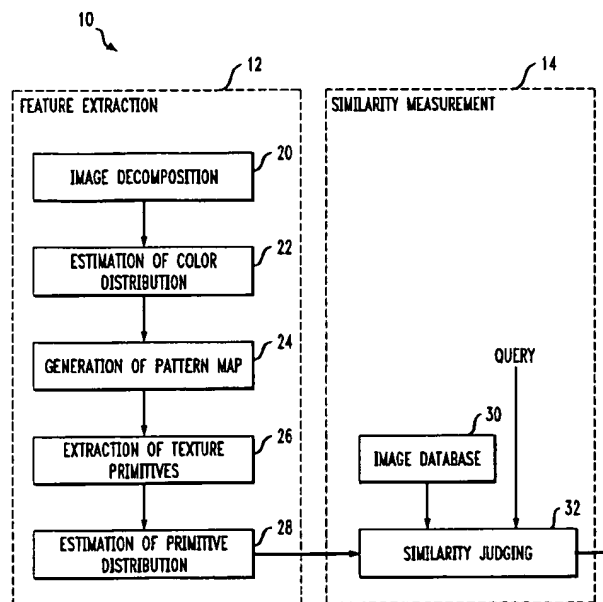 10
12
14
FEATURE EXTRACTION
SIMILARITY MEASUREMENT
20
IMAGE DECOMPOSITION
22
ESTIMATION OF COLOR
DISTRIBUTION
24
GENERATION OF PATTERN MAP
QUERY
26
EXTRACTION OF TEXTURE
PRIMITIVES
30
IMAGE DATABASE
28
ESTIMATION OF PRIMITIVE
DISTRIBUTION
32
SIMILARITY JUDGING